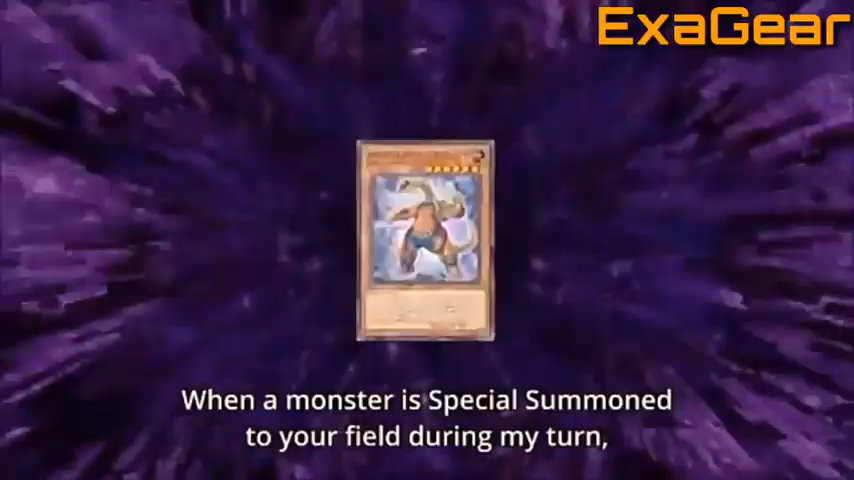 ExaGear
When a monster is Special Summoned
to your field during my turn,